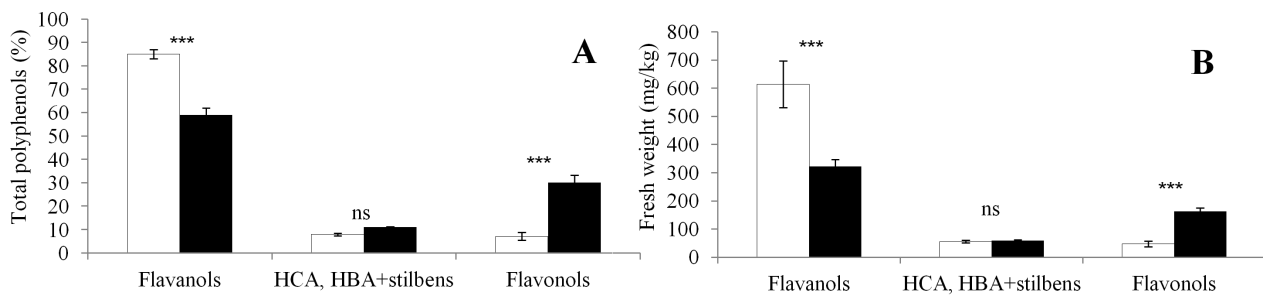 Total polyphenols (%)
100
90
80
70
60
50
40
30
20
10
0
***
ns
***
A
Flavanols
HCA, HBA+stilbens
Flavonols
Fresh weight (mg/kg)
800
700
600
500
400
300
200
100
0
***
ns
***
B
Flavanols
HCA, HBA+stilbens
Flavonols